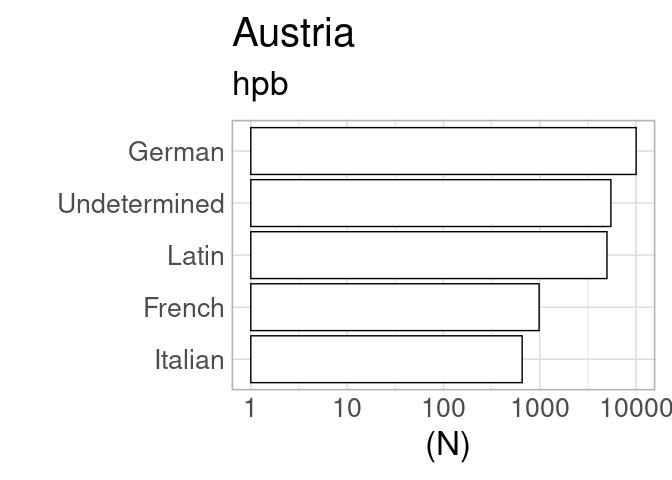 Austria
hpb
German
Undetermined
Latin
French
Italian
1 10 100 1000 10000
(N)